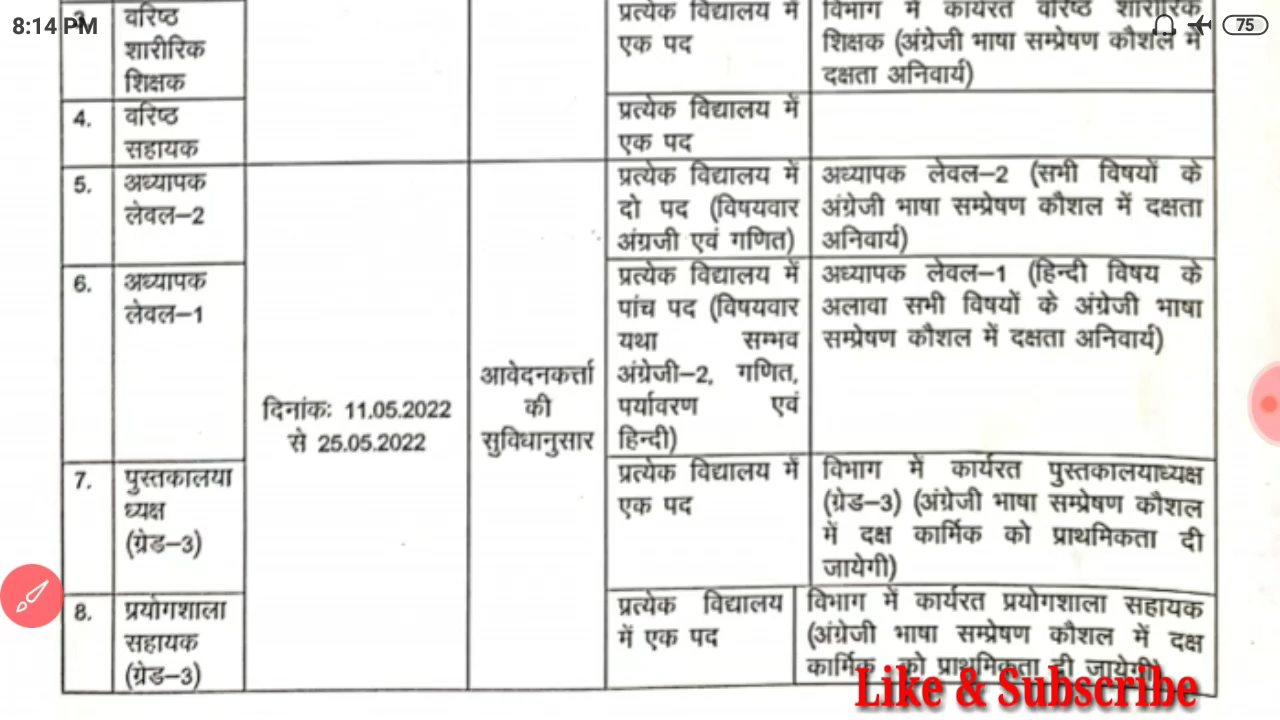 8:14 PM
75
3.
वरिष्ठ
शारीरिक
शिक्षक
प्रत्येक विद्यालय में
एक पद
विभाग में कार्यरत वरिष्ठ शारीरिक
शिक्षक (अंग्रेजी भाषा सम्प्रेषण कौशल में
दक्षता अनिवार्य)
4.
वरिष्ठ
सहायक
प्रत्येक विद्यालय में
एक पद
5.
अध्यापक
लेवल–2
प्रत्येक विद्यालय में
दो पद (विषयवार
अंग्रजी एवं गणित)
अध्यापक लेवल–2 (सभी विषयों के
अंग्रेजी भाषा सम्प्रेषण कौशल में दक्षता
अनिवार्य)
दिनांकः 11.05.2022
से 25.05.2022
आवेदनकर्त्ता
की
सुविधानुसार
6.
अध्यापक
लेवल–1
प्रत्येक विद्यालय में
पांच पद (विषयवार
यथा सम्भव
अंग्रेजी–2, गणित,
पर्यावरण एवं
हिन्दी)
अध्यापक लेवल–1 (हिन्दी विषय के
अलावा सभी विषयों के अंग्रेजी भाषा
सम्प्रेषण कौशल में दक्षता अनिवार्य)
7.
पुस्तकालया
ध्यक्ष
(ग्रेड–3)
प्रत्येक विद्यालय में
एक पद
विभाग में कार्यरत पुस्तकालयाध्यक्ष
(ग्रेड–3) (अंग्रेजी भाषा सम्प्रेषण कौशल
में दक्ष कार्मिक को प्राथमिकता दी
जायेगी)
8.
प्रयोगशाला
सहायक
(ग्रेड–3)
प्रत्येक विद्यालय
में एक पद
विभाग में कार्यरत प्रयोगशाला सहायक
(अंग्रेजी भाषा सम्प्रेषण कौशल में दक्ष
कार्मिक को प्राथमिकता दी जायेगी)
Like & Subscribe